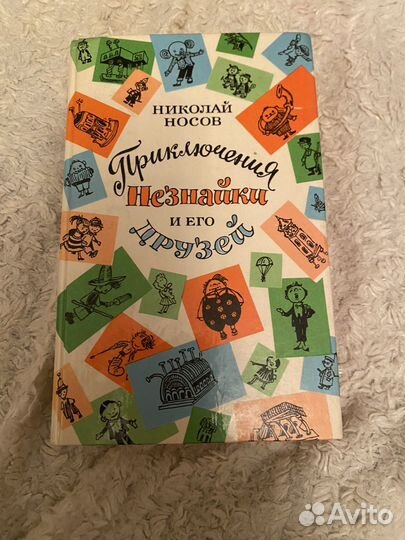 НИКОЛАЙ
НОСОВ
Приключения
Незнайки
И ЕГО
ДРУЗЕЙ
Avito